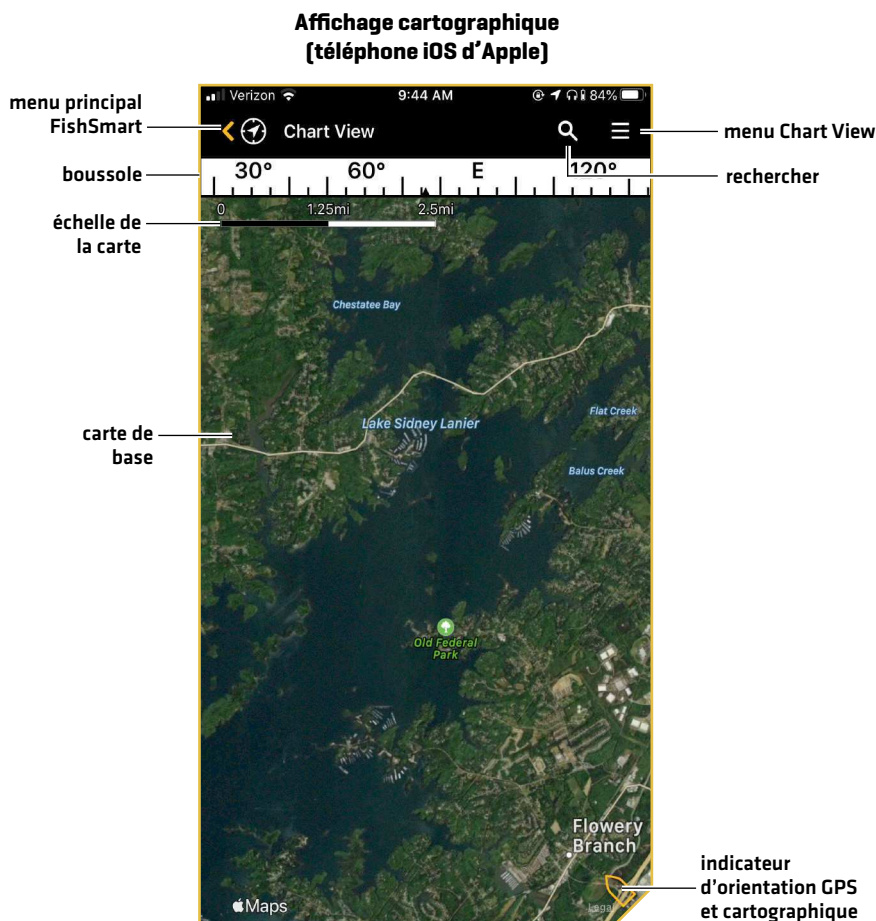 Affichage cartographique
(téléphone iOS d'Apple)
menu principal
FishSmart
Verizon
9:44 AM
84%
Chart View
menu Chart View
boussole
30°
60°
E
120°
rechercher
0
1.25mi
2.5mi
échelle de
la carte
Chestatee Bay
Flat Creek
Lake Sidney Lanier
carte de
base
Balus Creek
Old Federal
Park
Flowery
Branch
indicateur
d'orientation GPS
et cartographique
Maps
Legal